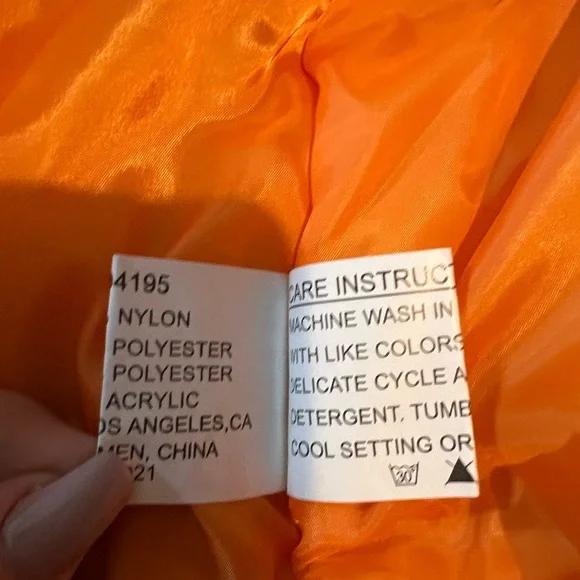 4195
NYLON
POLYESTER
POLYESTER
ACRYLIC
OS ANGELES,CA
MEN, CHINA
21
CARE INSTRUCT
MACHINE WASH IN
WITH LIKE COLORS
DELICATE CYCLE A
DETERGENT. TUMB
COOL SETTING OR
30